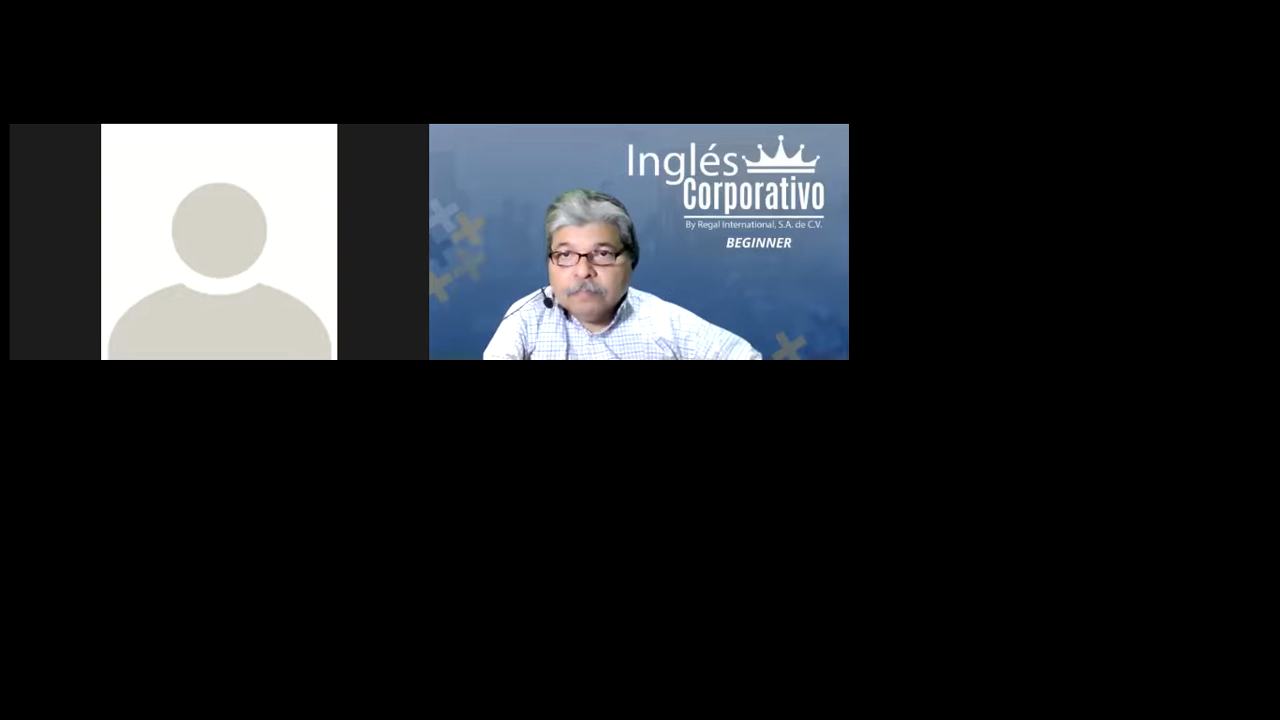 Inglés
Corporativo
By Regal International, S.A. de C.V.
BEGINNER